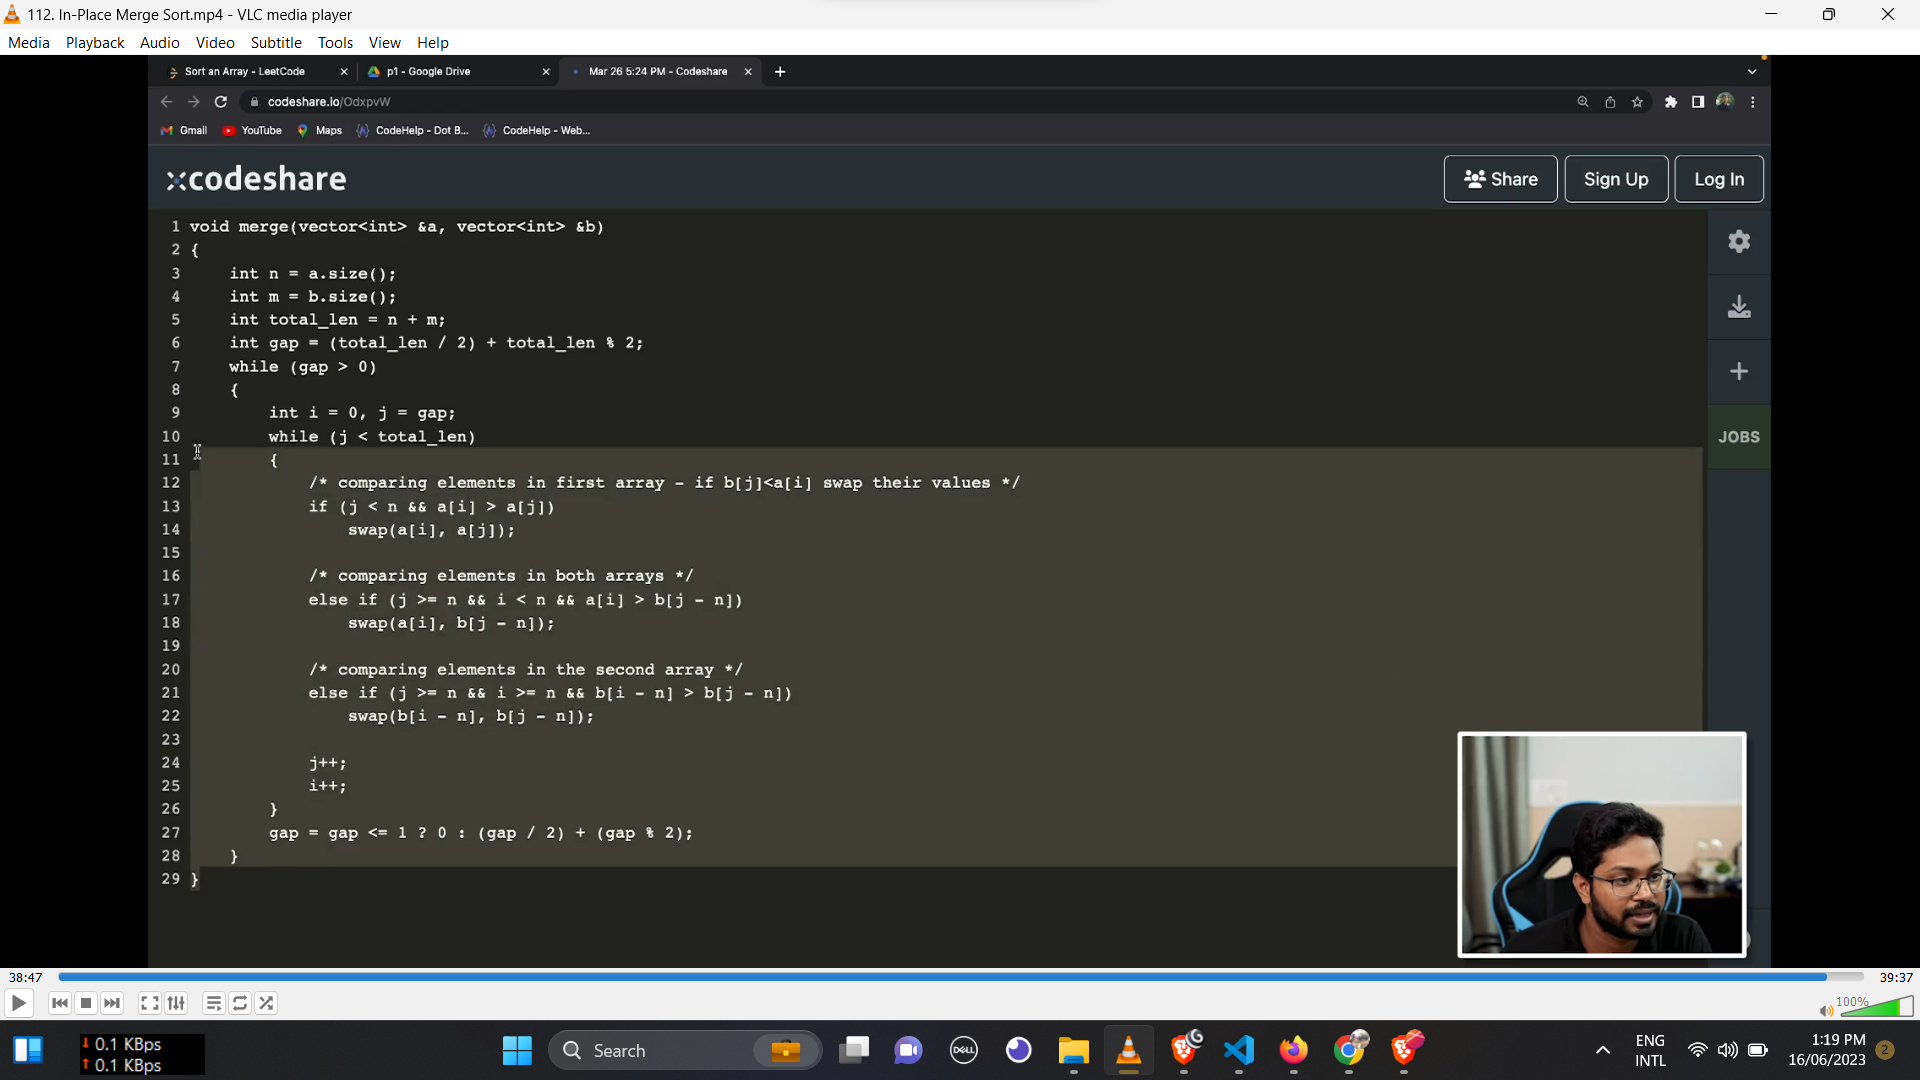 112. In-Place Merge Sort.mp4 - VLC media player
Media Playback Audio Video Subtitle Tools View Help
Sort an Array - LeetCode
p1 - Google Drive
Mar 26 5:24 PM - Codeshare
codeshare.io/OdxpvW
Gmail YouTube Maps CodeHelp - Dot B... CodeHelp - Web...
codeshare
Share
Sign Up
Log In
1 void merge(vector<int> &a, vector<int> &b)
2 {
3     int n = a.size();
4     int m = b.size();
5     int total_len = n + m;
6     int gap = (total_len / 2) + total_len % 2;
7     while (gap > 0)
8     {
9         int i = 0, j = gap;
10         while (j < total_len)
11         {
12             /* comparing elements in first array - if b[j]<a[i] swap their values */
13             if (j < n && a[i] > a[j])
14                 swap(a[i], a[j]);
15
16             /* comparing elements in both arrays */
17             else if (j >= n && i < n && a[i] > b[j - n])
18                 swap(a[i], b[j - n]);
19
20             /* comparing elements in the second array */
21             else if (j >= n && i >= n && b[i - n] > b[j - n])
22                 swap(b[i - n], b[j - n]);
23
24             j++;
25             i++;
26         }
27         gap = gap <= 1 ? 0 : (gap / 2) + (gap % 2);
28     }
29 }
JOBS
38:47
39:37
100%
0.1 KBps
0.1 KBps
Search
DELL
ENG
INTL
1:19 PM
16/06/2023
2